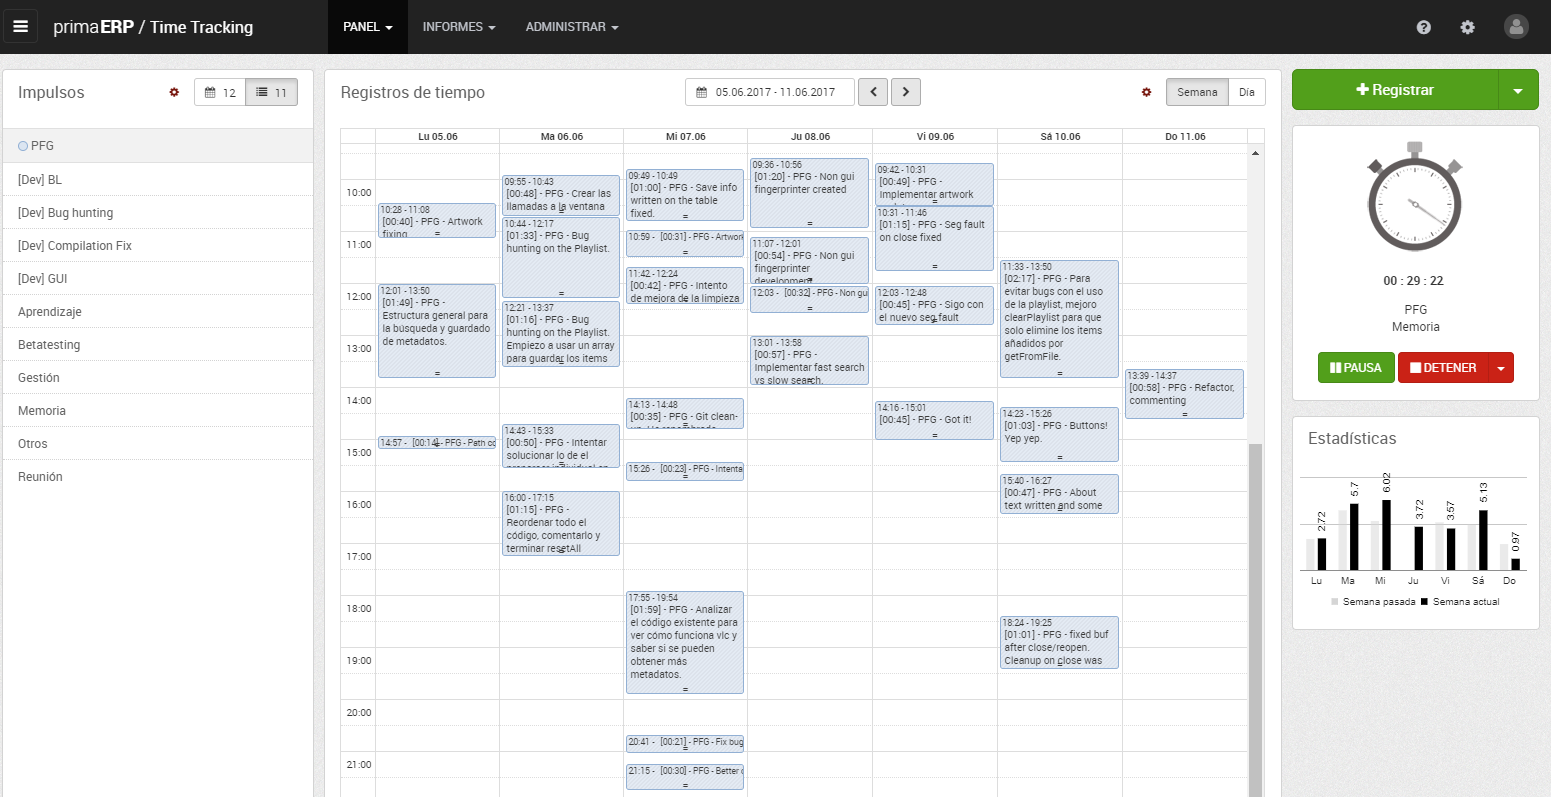 primaERP / Time Tracking
PANEL
INFORMES
ADMINISTRAR
Impulsos
12
11
PFG
[Dev] BL
[Dev] Bug hunting
[Dev] Compilation Fix
[Dev] GUI
Aprendizaje
Betatesting
Gestión
Memoria
Otros
Reunión
Registros de tiempo
05.06.2017 - 11.06.2017
Semana
Día
Lu 05.06
Ma 06.06
Mi 07.06
Ju 08.06
Vi 09.06
Sá 10.06
Do 11.06
10:00
11:00
12:00
13:00
14:00
15:00
16:00
17:00
18:00
19:00
20:00
21:00
10:28 - 11:08
[00:40] - PFG - Artwork
fixing
12:01 - 13:50
[01:49] - PFG -
Estructura general para
la búsqueda y guardado
de metadatos.
14:57 - [00:14] - PFG - Path co
09:55 - 10:43
[00:48] - PFG - Crear las
llamadas a la ventana
10:44 - 12:17
[01:33] - PFG - Bug
hunting on the Playlist.
12:21 - 13:37
[01:16] - PFG - Bug
hunting on the Playlist.
Empiezo a usar un array
para guardar los items
14:43 - 15:33
[00:50] - PFG - Intentar
solucionar lo de el
16:00 - 17:15
[01:15] - PFG -
Reordenar todo el
código, comentarlo y
terminar resetAll
09:49 - 10:49
[01:00] - PFG - Save info
written on the table
fixed.
10:59 - [00:31] - PFG - Artwork
11:42 - 12:24
[00:42] - PFG - Intento
de mejora de la limpieza
14:13 - 14:48
[00:35] - PFG - Git clean-
15:26 - [00:23] - PFG - Intenta
17:55 - 19:54
[01:59] - PFG - Analizar
el código existente para
ver cómo funciona vlc y
saber si se pueden
obtener más
metadatos.
20:41 - [00:21] - PFG - Fix bug
21:15 - [00:30] - PFG - Better
09:36 - 10:56
[01:20] - PFG - Non gui
fingerprinter created
11:07 - 12:01
[00:54] - PFG - Non gui
fingerprinter
development
12:03 - [00:32] - PFG - Non gui
13:01 - 13:58
[00:57] - PFG -
Implementar fast search
vs slow search.
09:42 - 10:31
[00:49] - PFG -
Implementar artwork
10:31 - 11:46
[01:15] - PFG - Seg fault
on close fixed
12:03 - 12:48
[00:45] - PFG - Sigo con
el nuevo seg fault
14:16 - 15:01
[00:45] - PFG - Got it!
11:33 - 13:50
[02:17] - PFG - Para
evitar bugs con el uso
de la playlist, mejoro
clearPlaylist para que
solo elimine los items
añadidos por
getFromFile.
14:23 - 15:26
[01:03] - PFG - Buttons!
Yep yep.
15:40 - 16:27
[00:47] - PFG - About
text written and some
18:24 - 19:25
[01:01] - PFG - fixed buf
after close/reopen.
Cleanup on close was
13:39 - 14:37
[00:58] - PFG - Refactor,
commenting
Registrar
00 : 29 : 22
PFG
Memoria
PAUSA
DETENER
Estadísticas
2.72
5.7
6.02
3.72
3.57
5.13
0.97
Lu
Ma
Mi
Ju
Vi
Sá
Do
Semana pasada
Semana actual